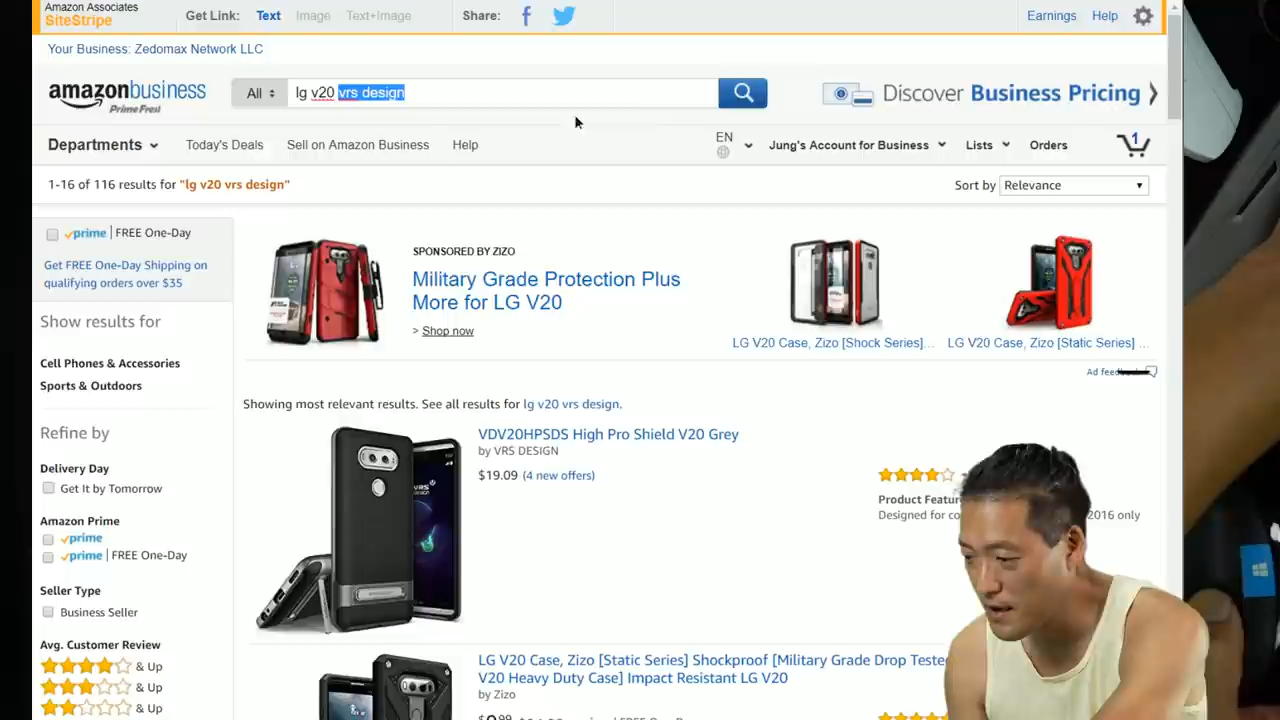 Amazon Associates
SiteStripe
Get Link: Text Image Text+Image Share: Earnings Help
Your Business: Zedomax Network LLC
amazonbusiness
Prime Fresh
All lg v20 vrs design
Discover Business Pricing
Departments Today's Deals Sell on Amazon Business Help EN Jung's Account for Business Lists Orders 1
1-16 of 116 results for "lg v20 vrs design"
Sort by Relevance
prime | FREE One-Day
Get FREE One-Day Shipping on
qualifying orders over $35
Show results for
Cell Phones & Accessories
Sports & Outdoors
Refine by
Delivery Day
Get It by Tomorrow
Amazon Prime
prime
prime | FREE One-Day
Seller Type
Business Seller
Avg. Customer Review
& Up
& Up
& Up
SPONSORED BY ZIZO
Military Grade Protection Plus
More for LG V20
> Shop now
LG V20 Case, Zizo [Shock Series]...
LG V20 Case, Zizo [Static Series] ...
Ad
Showing most relevant results. See all results for lg v20 vrs design.
VDV20HPSDS High Pro Shield V20 Grey
by VRS DESIGN
$19.09 (4 new offers)
Product
Designed for 2016 only
LG V20 Case, Zizo [Static Series] Shockproof [Military Grade Drop
V20 Heavy Duty Case] Impact Resistant LG V20
by Zizo